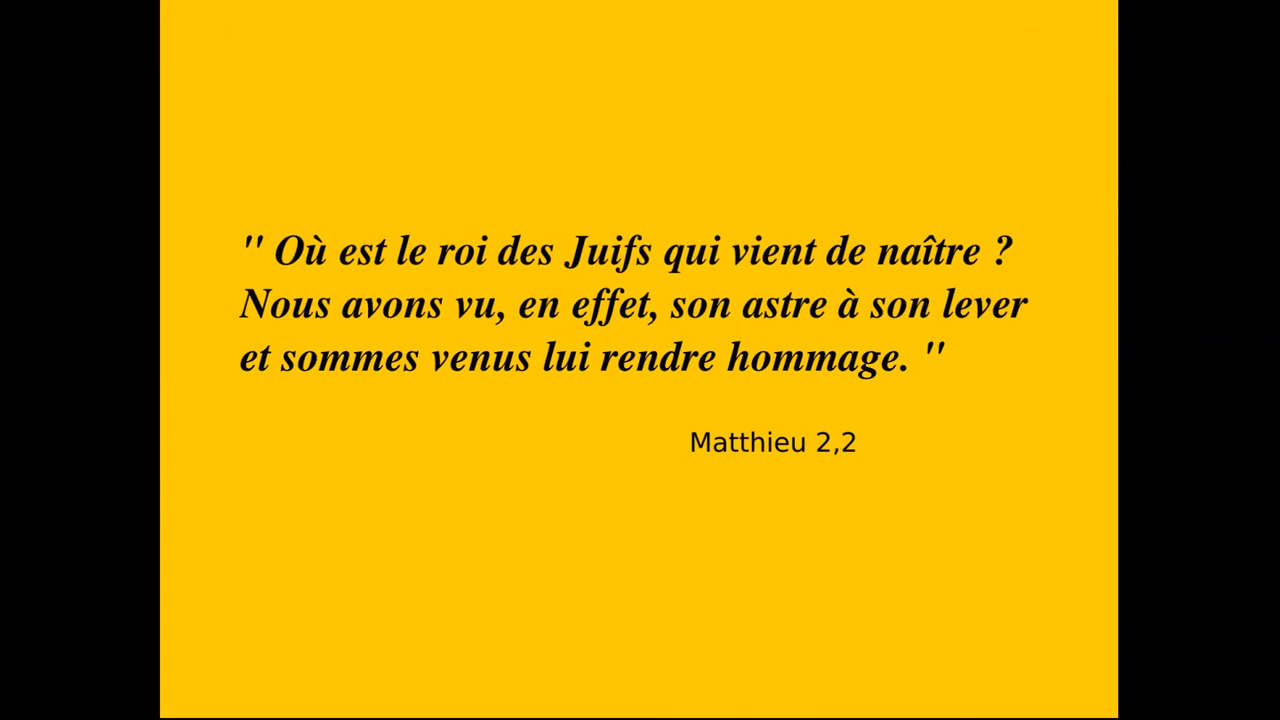 " Où est le roi des Juifs qui vient de naître ?
Nous avons vu, en effet, son astre à son lever
et sommes venus lui rendre hommage. "
Matthieu 2,2